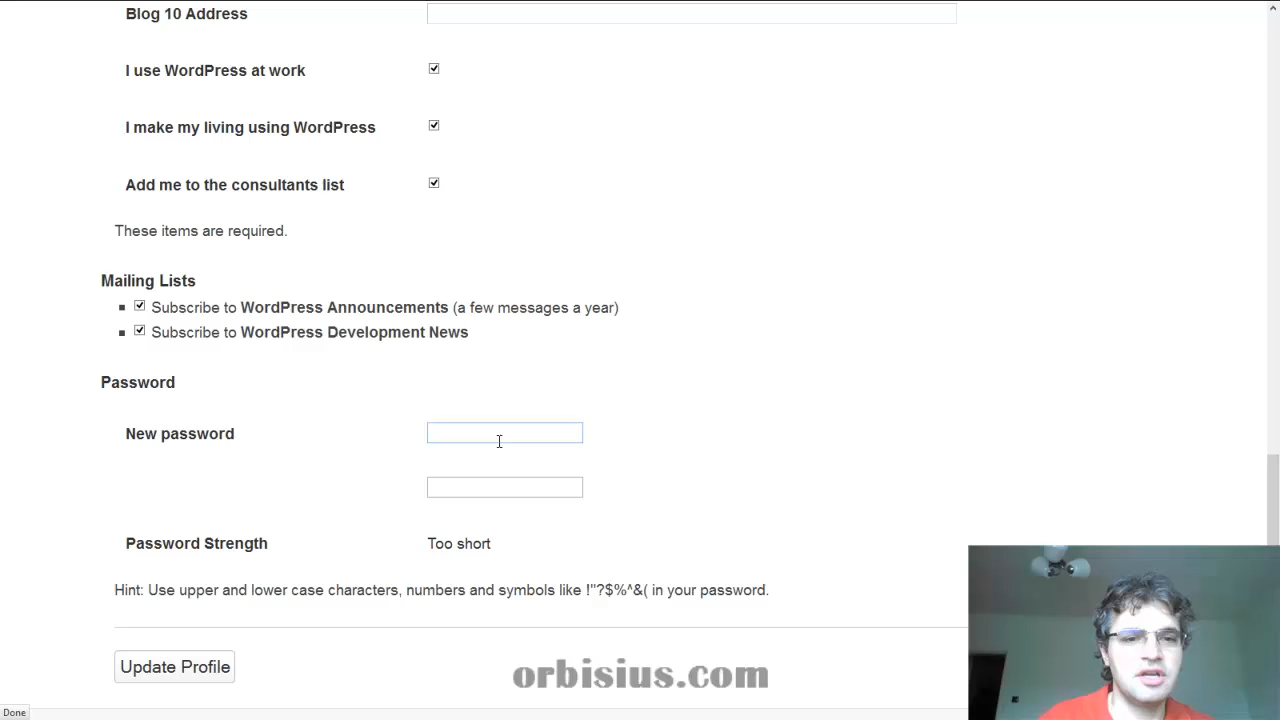 Blog 10 Address
I use WordPress at work
I make my living using WordPress
Add me to the consultants list
These items are required.
Mailing Lists
Subscribe to WordPress Announcements (a few messages a year)
Subscribe to WordPress Development News
Password
New password
Password Strength Too short
Hint: Use upper and lower case characters, numbers and symbols like !"?$%^&( in your password.
Update Profile
orbisius.com
Done